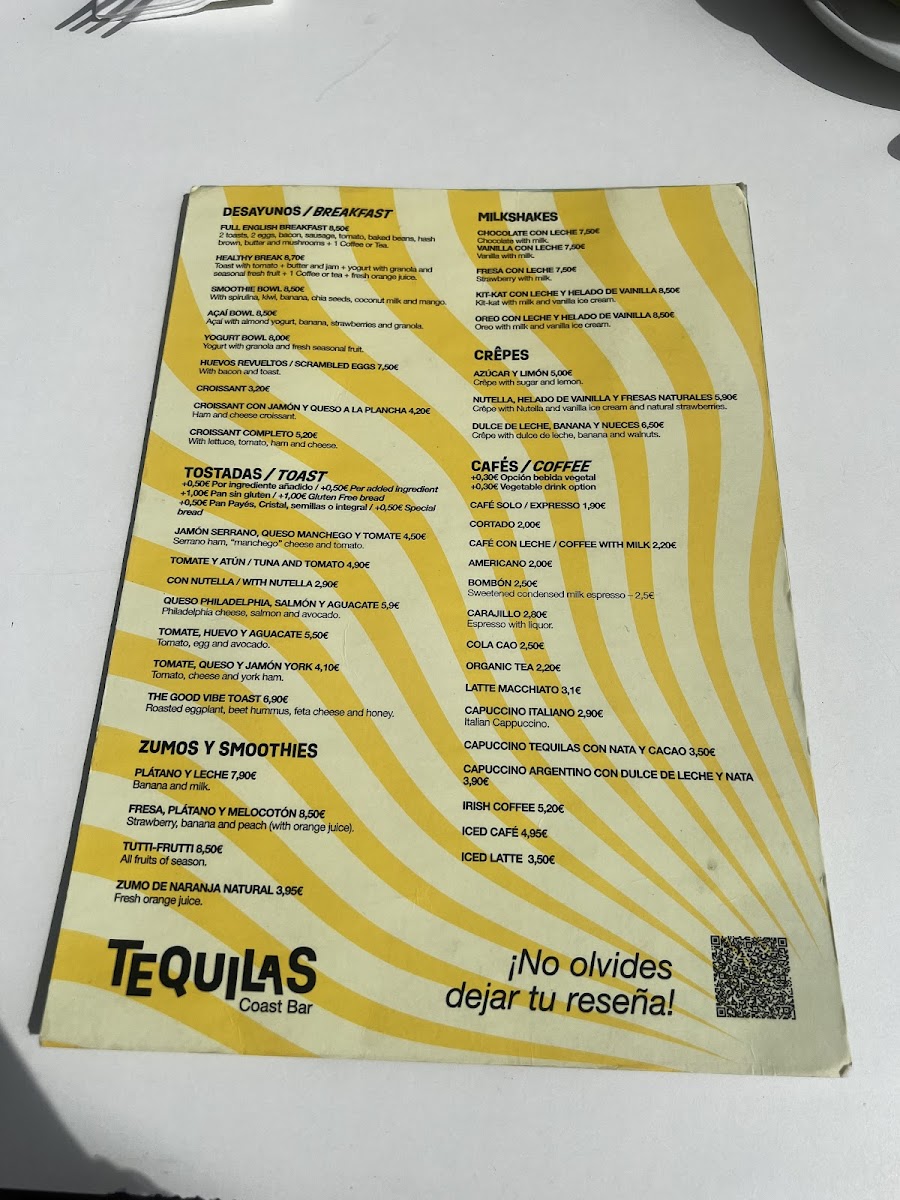 DESAYUNOS / BREAKFAST
FULL ENGLISH BREAKFAST 8,50€
2 toasts, 2 eggs, bacon, sausage, tomato, baked beans, hash
brown, butter and mushrooms + 1 Coffee or Tea.
HEALTHY BREAK 8,70€
Toast with tomato + butter and jam + yogurt with granola and
seasonal fresh fruit + 1 Coffee or tea + fresh orange juice.
SMOOTHIE BOWL 8,50€
With spirulina, kiwi, banana, chia seeds, coconut milk and mango.
AÇAÍ BOWL 8,50€
Açaí with almond yogurt, banana, strawberries and granola.
YOGURT BOWL 8,00€
Yogurt with granola and fresh seasonal fruit.
HUEVOS REVUELTOS / SCRAMBLED EGGS 7,50€
With bacon and toast.
CROISSANT 3,20€
CROISSANT CON JAMÓN Y QUESO A LA PLANCHA 4,20€
Ham and cheese croissant.
CROISSANT COMPLETO 5,20€
With lettuce, tomato, ham and cheese.
TOSTADAS / TOAST
+0,50€ Por ingrediente añadido / +0,50€ Per added ingredient
+1,00€ Pan sin gluten / +1,00€ Gluten Free bread
+0,50€ Pan Payés, Cristal, semillas o integral / +0,50€ Special
bread
JAMÓN SERRANO, QUESO MANCHEGO Y TOMATE 4,50€
Serrano ham, "manchego" cheese and tomato.
TOMATE Y ATÚN / TUNA AND TOMATO 4,90€
CON NUTELLA / WITH NUTELLA 2,90€
QUESO PHILADELPHIA, SALMÓN Y AGUACATE 5,9€
Philadelphia cheese, salmon and avocado.
TOMATE, HUEVO Y AGUACATE 5,50€
Tomato, egg and avocado.
TOMATE, QUESO Y JAMÓN YORK 4,10€
Tomato, cheese and york ham.
THE GOOD VIBE TOAST 6,90€
Roasted eggplant, beet hummus, feta cheese and honey.
ZUMOS Y SMOOTHIES
PLÁTANO Y LECHE 7,90€
Banana and milk.
FRESA, PLÁTANO Y MELOCOTÓN 8,50€
Strawberry, banana and peach (with orange juice).
TUTTI-FRUTTI 8,50€
All fruits of season.
ZUMO DE NARANJA NATURAL 3,95€
Fresh orange juice.
MILKSHAKES
CHOCOLATE CON LECHE 7,50€
Chocolate with milk.
VAINILLA CON LECHE 7,50€
Vanilla with milk.
FRESA CON LECHE 7,50€
Strawberry with milk.
KIT-KAT CON LECHE Y HELADO DE VAINILLA 8,50€
Kit-kat with milk and vanilla ice cream.
OREO CON LECHE Y HELADO DE VAINILLA 8,50€
Oreo with milk and vanilla ice cream.
CRÊPES
AZÚCAR Y LIMÓN 5,00€
Crêpe with sugar and lemon.
NUTELLA, HELADO DE VAINILLA Y FRESAS NATURALES 5,90€
Crêpe with Nutella and vanilla ice cream and natural strawberries.
DULCE DE LECHE, BANANA Y NUECES 6,50€
Crêpe with dulce de leche, banana and walnuts.
CAFÉS / COFFEE
+0,30€ Opción bebida vegetal
+0,30€ Vegetable drink option
CAFÉ SOLO / EXPRESSO 1,90€
CORTADO 2,00€
CAFÉ CON LECHE / COFFEE WITH MILK 2,20€
AMERICANO 2,00€
BOMBÓN 2,50€
Sweetened condensed milk espresso – 2,5€
CARAJILLO 2,80€
Espresso with liquor.
COLA CAO 2,50€
ORGANIC TEA 2,20€
LATTE MACCHIATO 3,1€
CAPUCCINO ITALIANO 2,90€
Italian Cappuccino.
CAPUCCINO TEQUILAS CON NATA Y CACAO 3,50€
CAPUCCINO ARGENTINO CON DULCE DE LECHE Y NATA
3,90€
IRISH COFFEE 5,20€
ICED CAFÉ 4,95€
ICED LATTE 3,50€
TEQUILAS
Coast Bar
¡No olvides
dejar tu reseña!